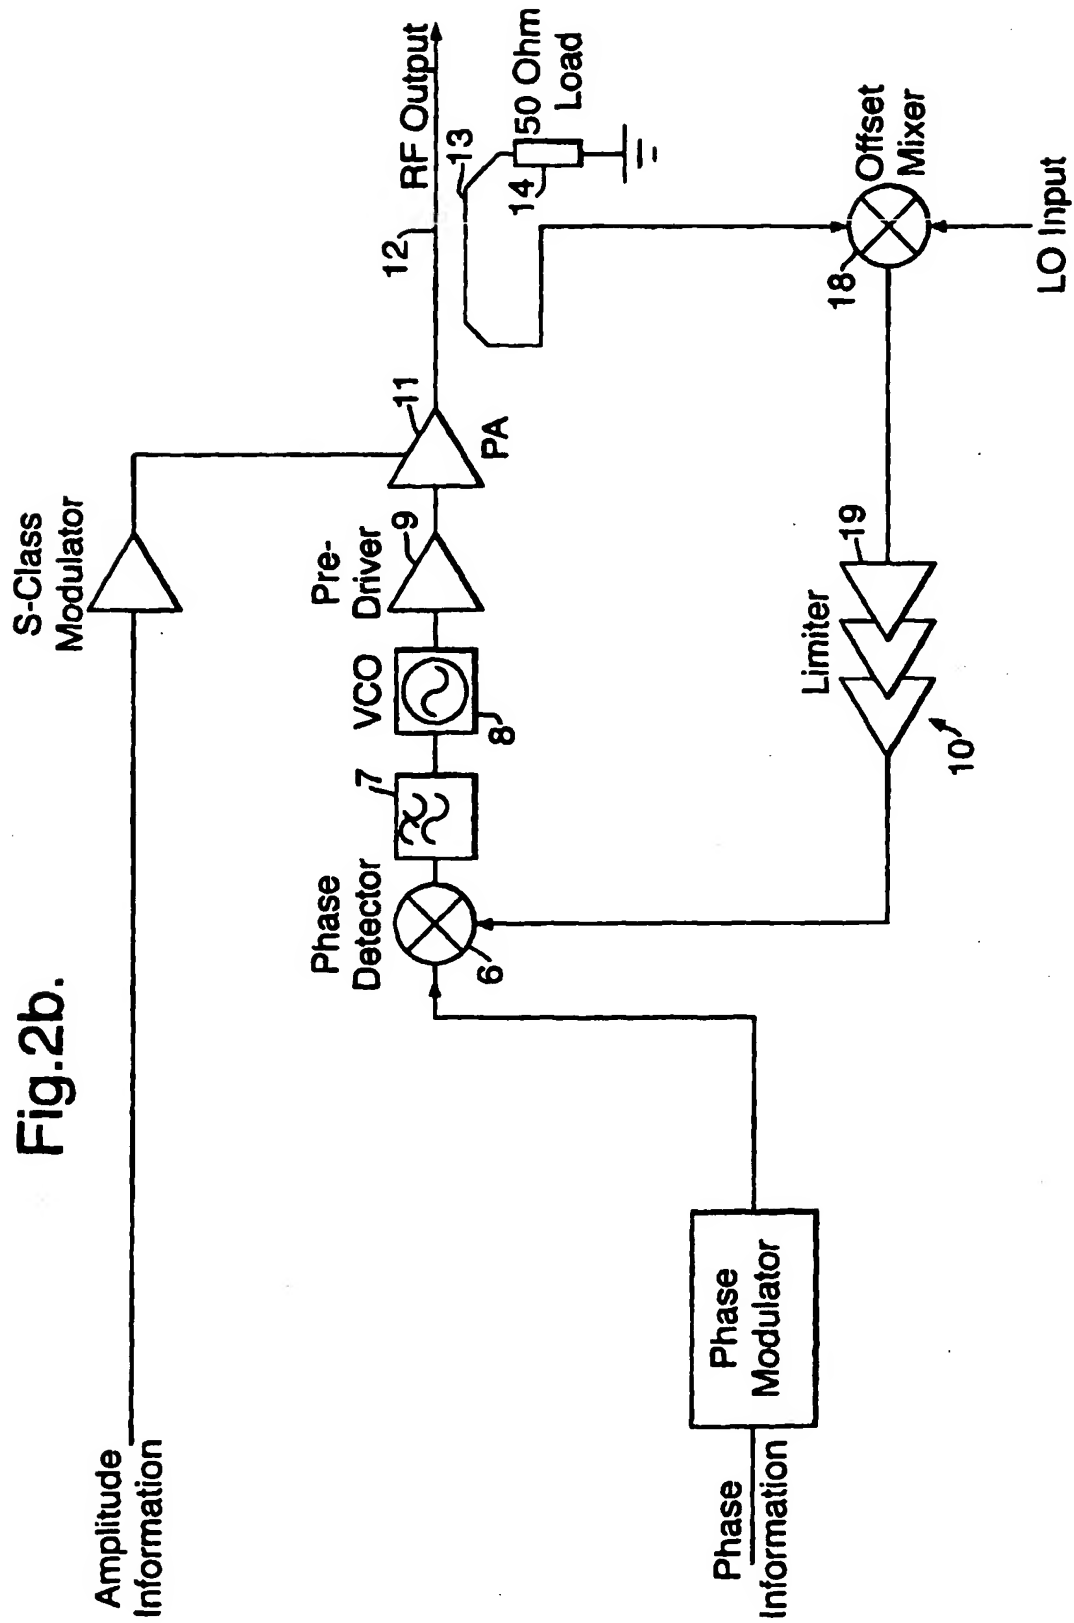 Fig.2b.
Amplitude
Information
S-Class
Modulator
Phase
Detector
6
7
VCO
8
Pre-
Driver
9
11
PA
12
RF Output
13
14
50 Ohm
Load
Phase
Information
Phase
Modulator
Limiter
10
19
18
Offset
Mixer
LO Input